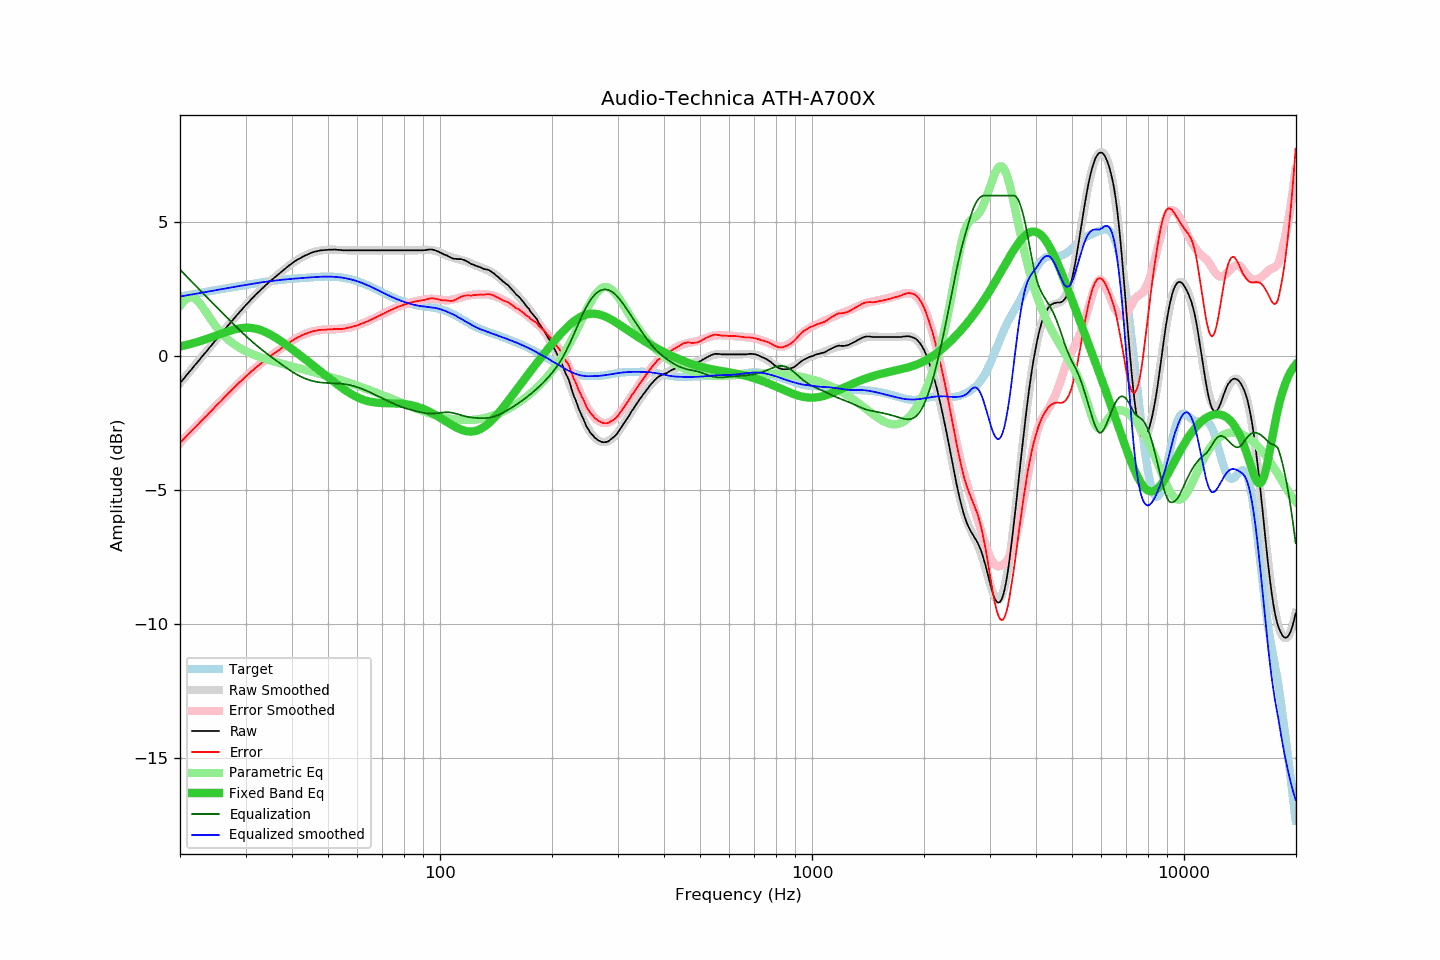 Audio-Technica ATH-A700X
Amplitude (dBr)
5
0
−5
−10
−15
Target
Raw Smoothed
Error Smoothed
Raw
Error
Parametric Eq
Fixed Band Eq
Equalization
Equalized smoothed
100 1000 10000
Frequency (Hz)